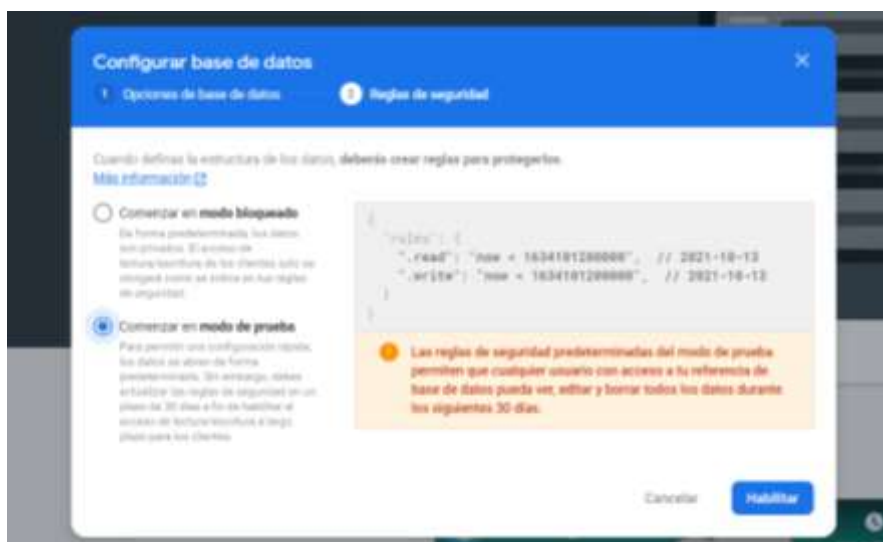 Configurar base de datos
1 Opciones de base de datos
2 Reglas de seguridad
Cuando definas la estructura de los datos, deberás crear reglas para protegerlos.
Más información
Comenzar en modo bloqueado
De forma predeterminada, tus datos
son privados. El acceso de
lectura/escritura de los clientes solo se
otorgará como se indica en tus reglas
de seguridad.
Comenzar en modo de prueba
Para permitir una configuración rápida,
los datos se abren de forma
predeterminada. Sin embargo, debes
actualizar las reglas de seguridad en un
plazo de 30 días a fin de habilitar el
acceso de lectura/escritura a largo
plazo para los clientes.
{
"rules": {
".read": "now < 1634101200000", // 2021-10-13
".write": "now < 1634101200000", // 2021-10-13
}
}
Las reglas de seguridad predeterminadas del modo de prueba
permiten que cualquier usuario con acceso a tu referencia de
base de datos pueda ver, editar y borrar todos los datos durante
los siguientes 30 días.
Cancelar
Habilitar